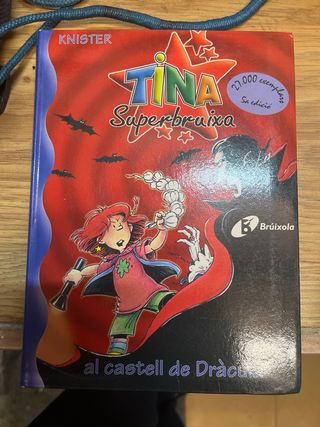 KNISTER
TINA
Superbruixa
27.000 exemplars
5a edició
B
Brúixola
al castell de Dràcula